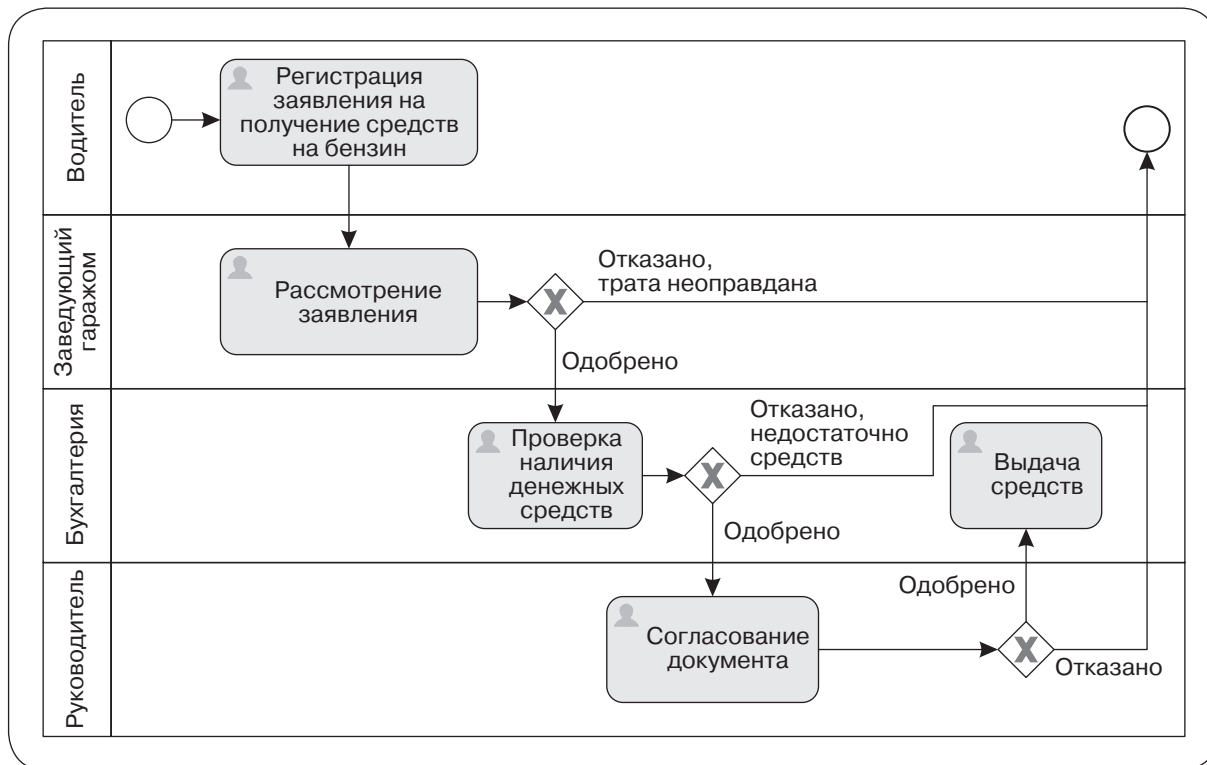 Водитель
Регистрация
заявления на
получение средств
на бензин
Заведующий
гаражом
Рассмотрение
заявления
X
Отказано,
трата неоправдана
Одобрено
Бухгалтерия
Проверка
наличия
денежных
средств
X
Отказано,
недостаточно
средств
Одобрено
Выдача
средств
Руководитель
Согласование
документа
Одобрено
X
Отказано